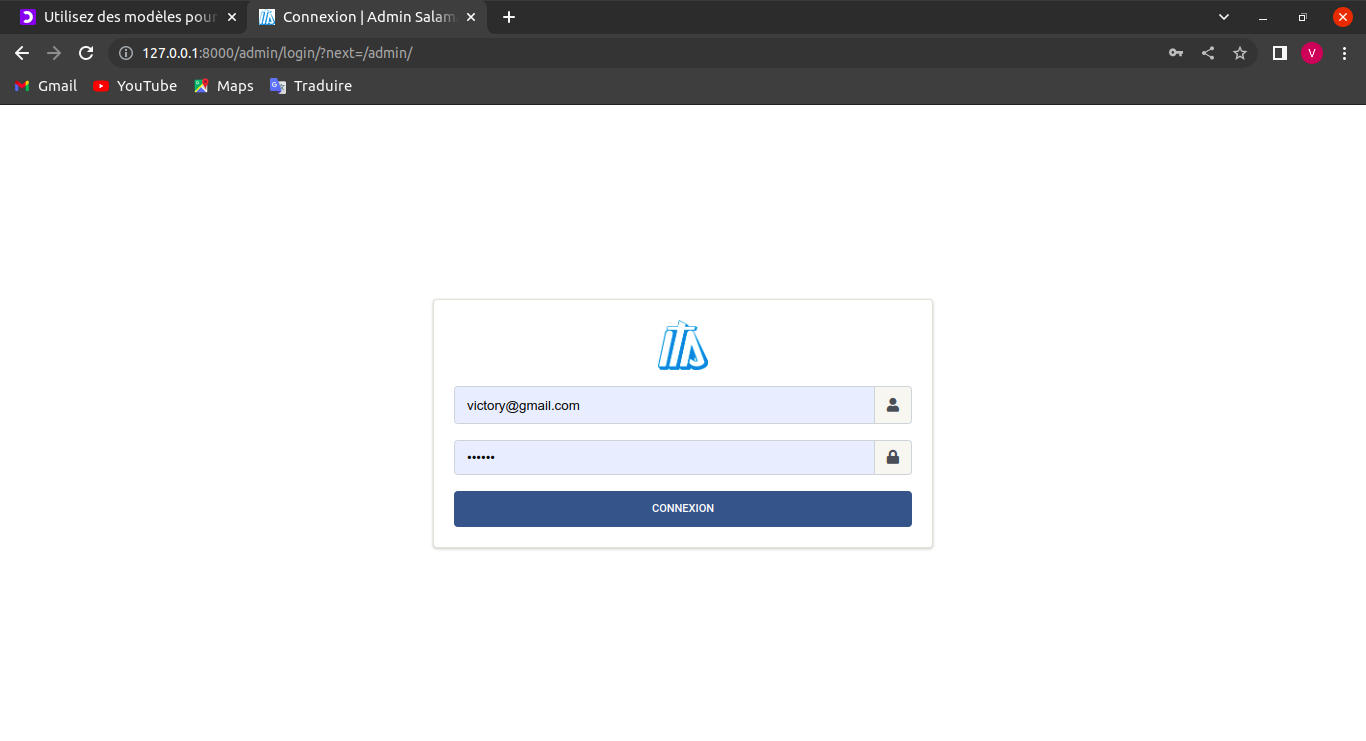 Utilisez des modèles pour
Connexion | Admin Salam
127.0.0.1:8000/admin/login/?next=/admin/
V
Gmail
YouTube
Maps
Traduire
ITA
victory@gmail.com
••••••
CONNEXION